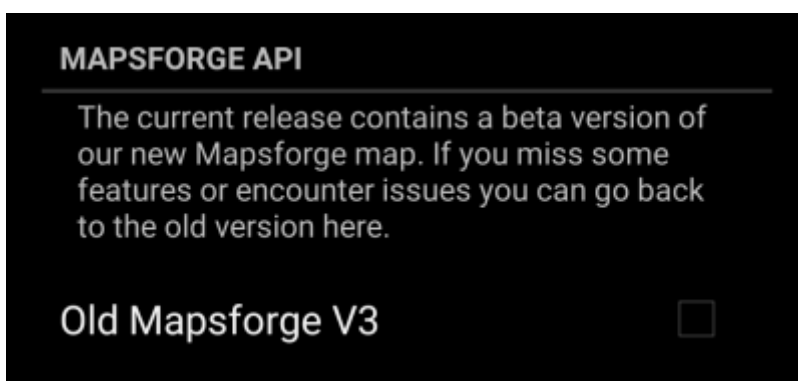 MAPSFORGE API
The current release contains a beta version of
our new Mapsforge map. If you miss some
features or encounter issues you can go back
to the old version here.
Old Mapsforge V3